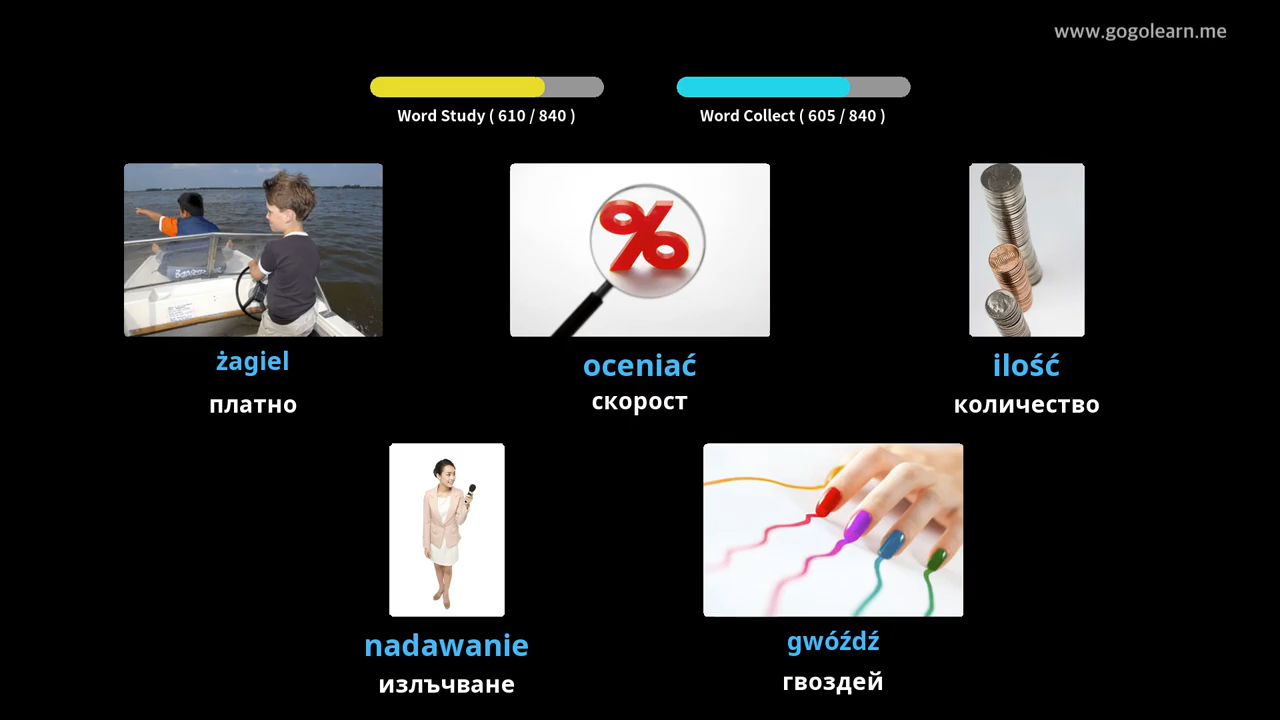 www.gogolearn.me
Word Study ( 610 / 840 )
Word Collect ( 605 / 840 )
żagiel
платно
oceniać
скорост
ilość
количество
nadawanie
излъчване
gwóźdź
гвоздей